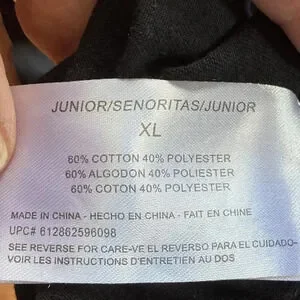 JUNIOR/SENORITAS/JUNIOR
XL
60% COTTON 40% POLYESTER
60% ALGODON 40% POLIESTER
60% COTON 40% POLYESTER
MADE IN CHINA - HECHO EN CHINA - FAIT EN CHINE
UPC# 612862596098
SEE REVERSE FOR CARE-VE EL REVERSO PARA EL CUIDADO-
VOIR LES INSTRUCTIONS D'ENTRETIEN AU DOS